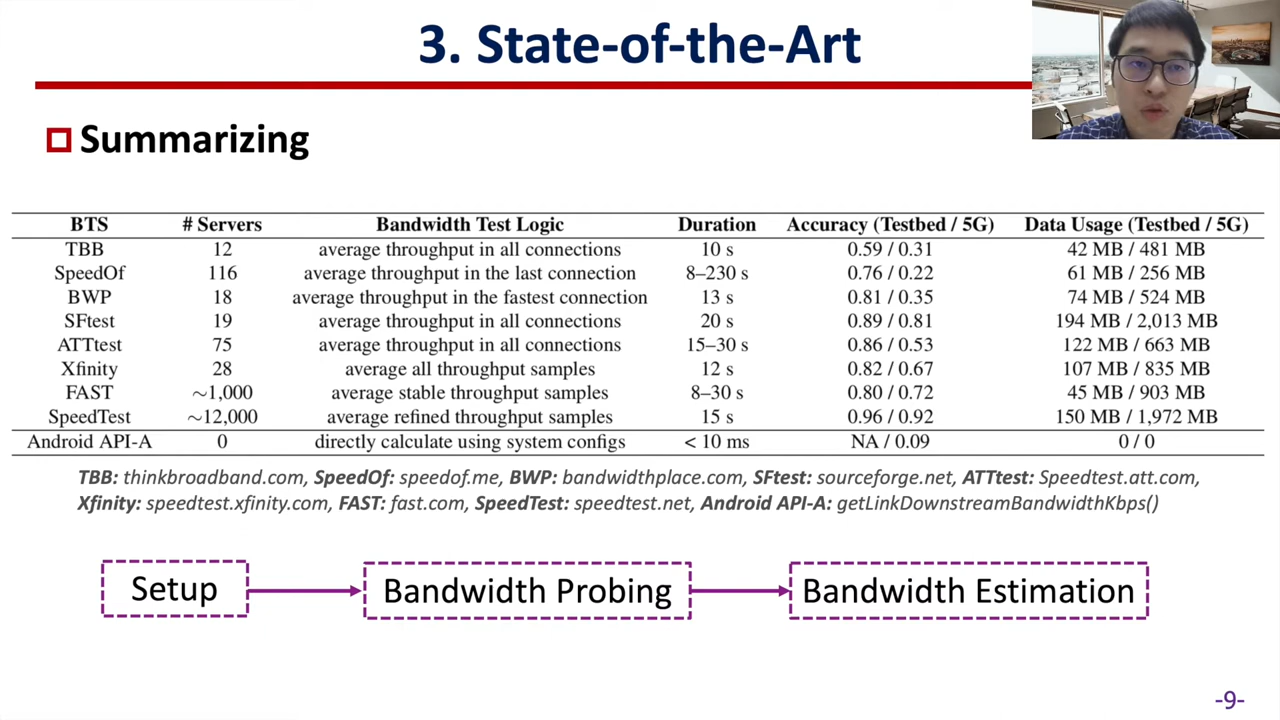 3. State-of-the-Art
Summarizing
BTS # Servers Bandwidth Test Logic Duration Accuracy (Testbed / 5G) Data Usage (Testbed / 5G)
TBB 12 average throughput in all connections 10 s 0.59 / 0.31 42 MB / 481 MB
SpeedOf 116 average throughput in the last connection 8–230 s 0.76 / 0.22 61 MB / 256 MB
BWP 18 average throughput in the fastest connection 13 s 0.81 / 0.35 74 MB / 524 MB
SFtest 19 average throughput in all connections 20 s 0.89 / 0.81 194 MB / 2,013 MB
ATTtest 75 average throughput in all connections 15–30 s 0.86 / 0.53 122 MB / 663 MB
Xfinity 28 average all throughput samples 12 s 0.82 / 0.67 107 MB / 835 MB
FAST ~1,000 average stable throughput samples 8–30 s 0.80 / 0.72 45 MB / 903 MB
SpeedTest ~12,000 average refined throughput samples 15 s 0.96 / 0.92 150 MB / 1,972 MB
Android API-A 0 directly calculate using system configs < 10 ms NA / 0.09 0 / 0
TBB: thinkbroadband.com, SpeedOf: speedof.me, BWP: bandwidthplace.com, SFtest: sourceforge.net, ATTtest: Speedtest.att.com,
Xfinity: speedtest.xfinity.com, FAST: fast.com, SpeedTest: speedtest.net, Android API-A: getLinkDownstreamBandwidthKbps()
Setup Bandwidth Probing Bandwidth Estimation
-9-